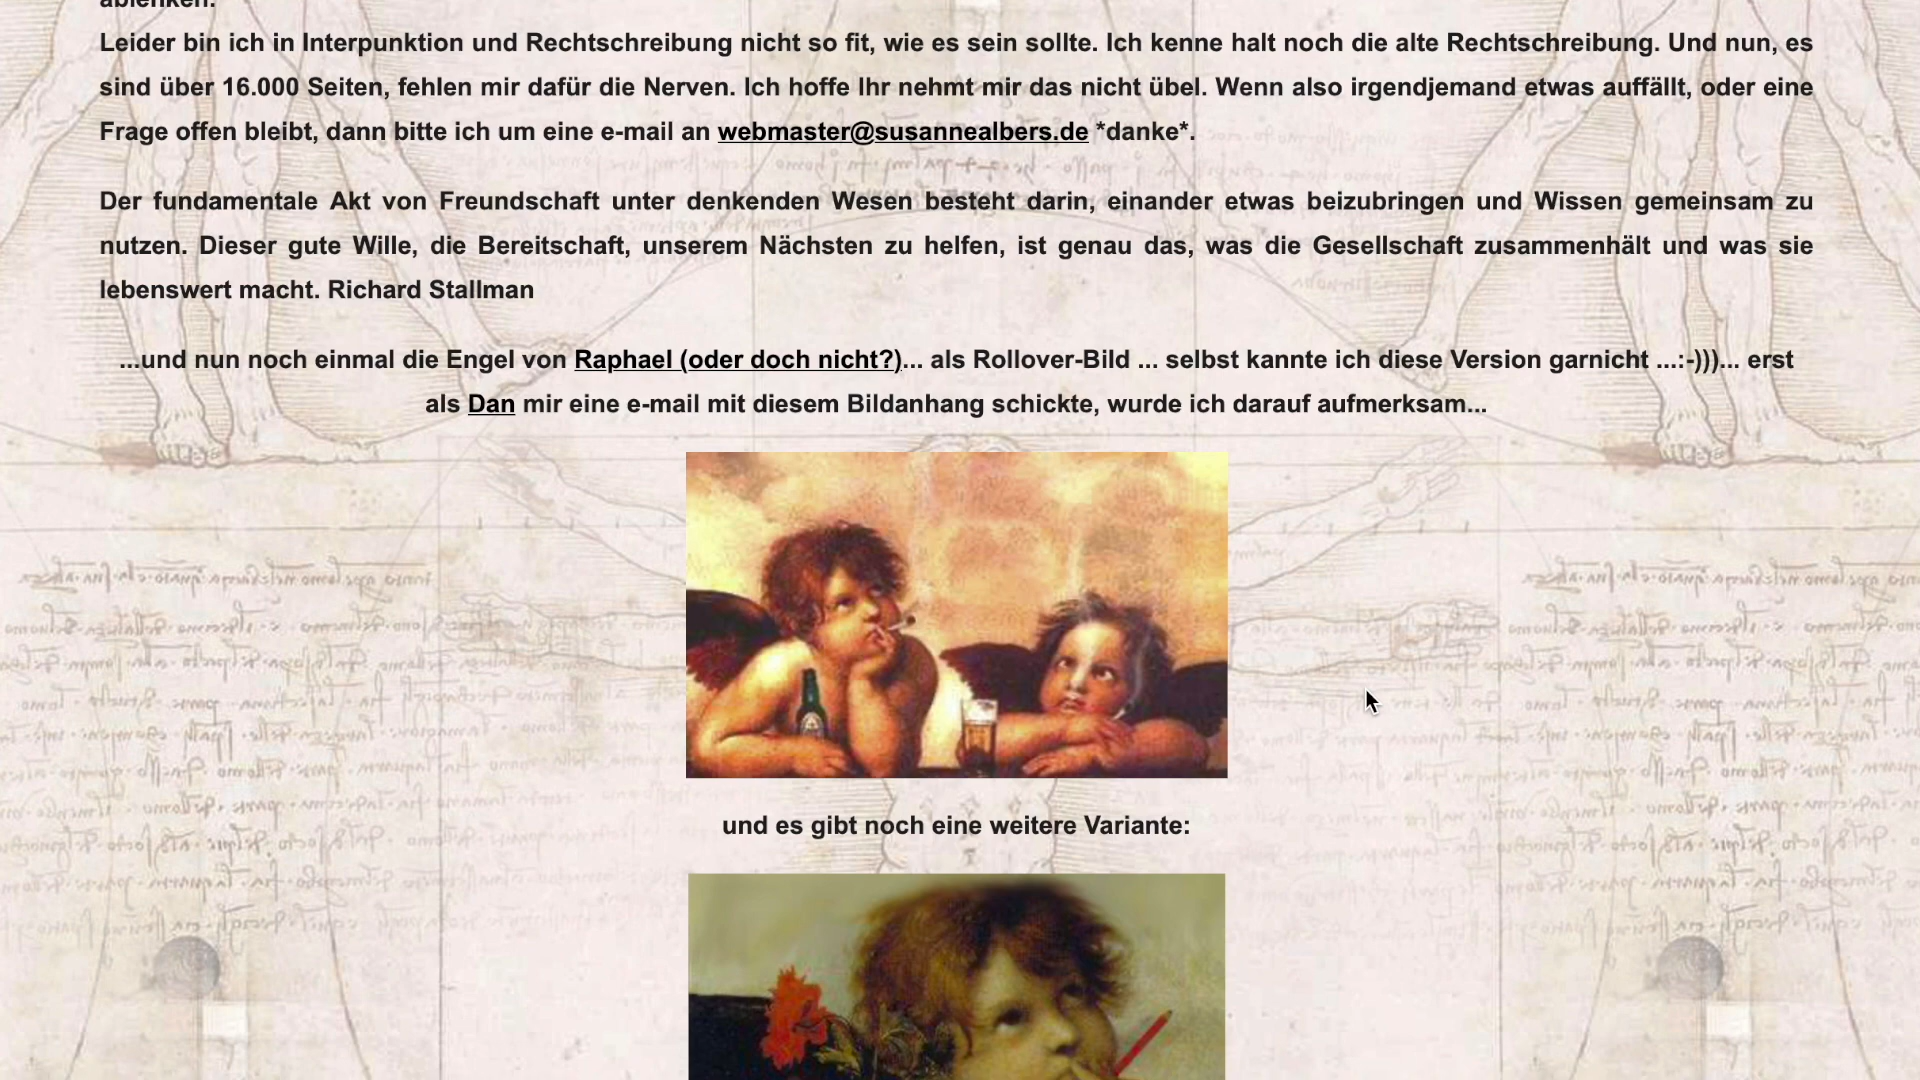 ablenken.
Leider bin ich in Interpunktion und Rechtschreibung nicht so fit, wie es sein sollte. Ich kenne halt noch die alte Rechtschreibung. Und nun, es
sind über 16.000 Seiten, fehlen mir dafür die Nerven. Ich hoffe Ihr nehmt mir das nicht übel. Wenn also irgendjemand etwas auffällt, oder eine
Frage offen bleibt, dann bitte ich um eine e-mail an webmaster@susannealbers.de *danke*.
Der fundamentale Akt von Freundschaft unter denkenden Wesen besteht darin, einander etwas beizubringen und Wissen gemeinsam zu
nutzen. Dieser gute Wille, die Bereitschaft, unserem Nächsten zu helfen, ist genau das, was die Gesellschaft zusammenhält und was sie
lebenswert macht. Richard Stallman
...und nun noch einmal die Engel von Raphael (oder doch nicht?)... als Rollover-Bild ... selbst kannte ich diese Version garnicht ...:-)))... erst
als Dan mir eine e-mail mit diesem Bildanhang schickte, wurde ich darauf aufmerksam...
und es gibt noch eine weitere Variante: